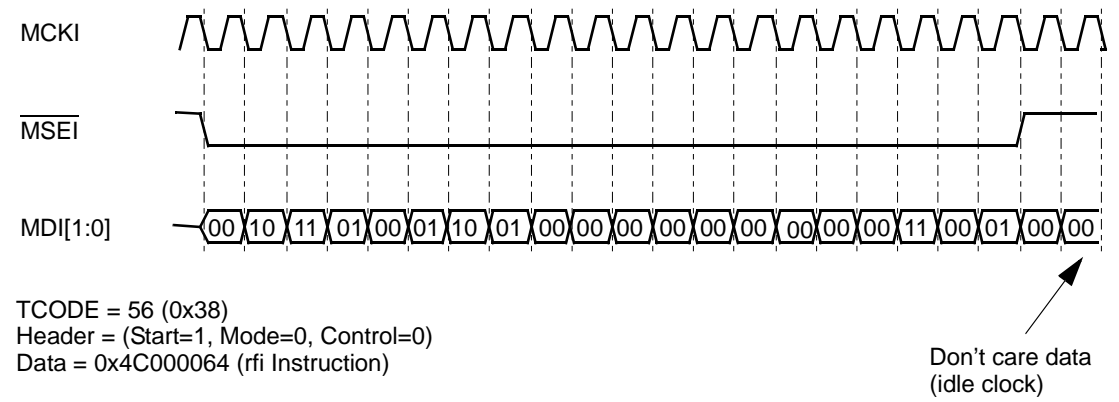 MCKI
MSEI
MDI[1:0] 00 10 11 01 00 01 10 01 00 00 00 00 00 00 00 00 00 11 00 01 00 00
TCODE = 56 (0x38)
Header = (Start=1, Mode=0, Control=0)
Data = 0x4C000064 (rfi Instruction)
Don't care data
(idle clock)